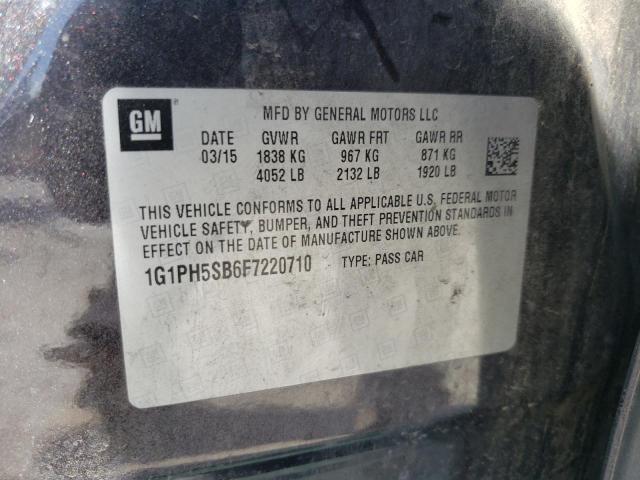 GM
MFD BY GENERAL MOTORS LLC
DATE GVWR GAWR FRT GAWR RR
03/15 1838 KG 967 KG 871 KG
4052 LB 2132 LB 1920 LB
THIS VEHICLE CONFORMS TO ALL APPLICABLE U.S. FEDERAL MOTOR
VEHICLE SAFETY, BUMPER, AND THEFT PREVENTION STANDARDS IN
EFFECT ON THE DATE OF MANUFACTURE SHOWN ABOVE.
1G1PH5SB6F7220710 TYPE: PASS CAR